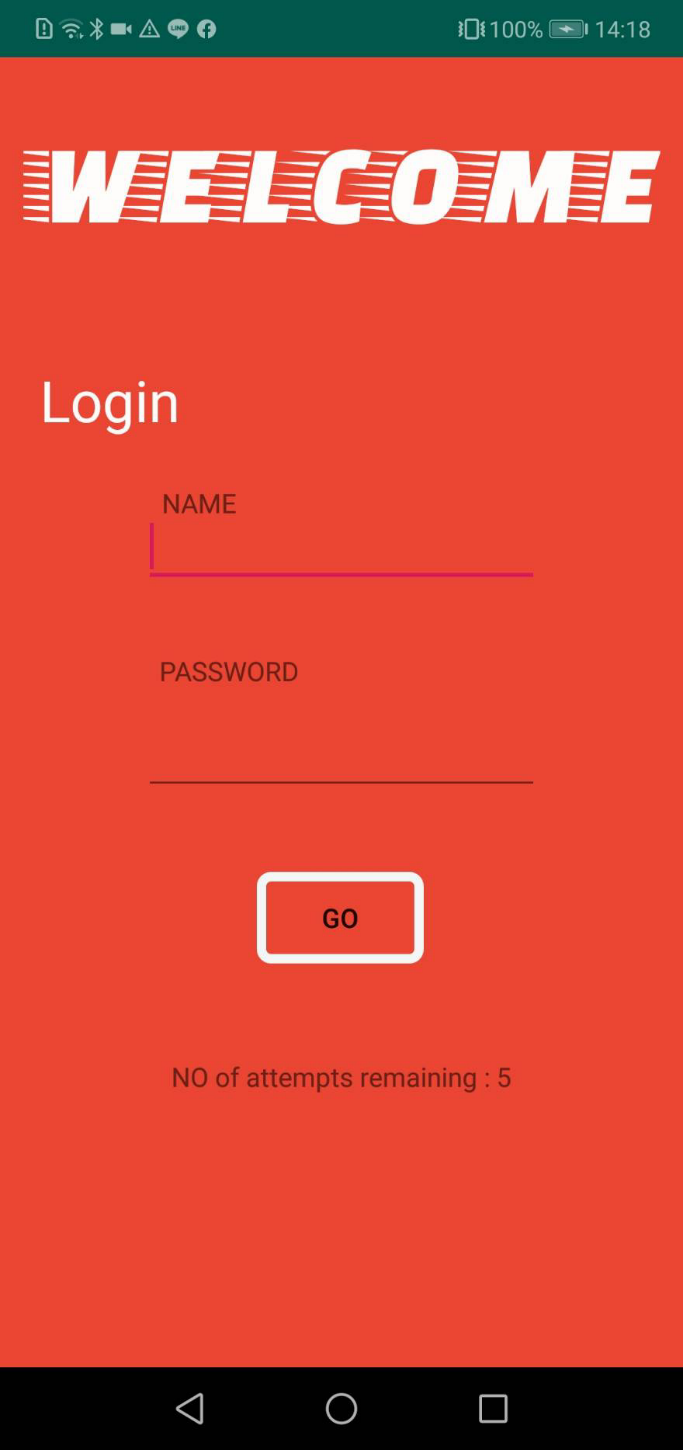 100% 14:18
WELCOME
Login
NAME
PASSWORD
GO
NO of attempts remaining : 5